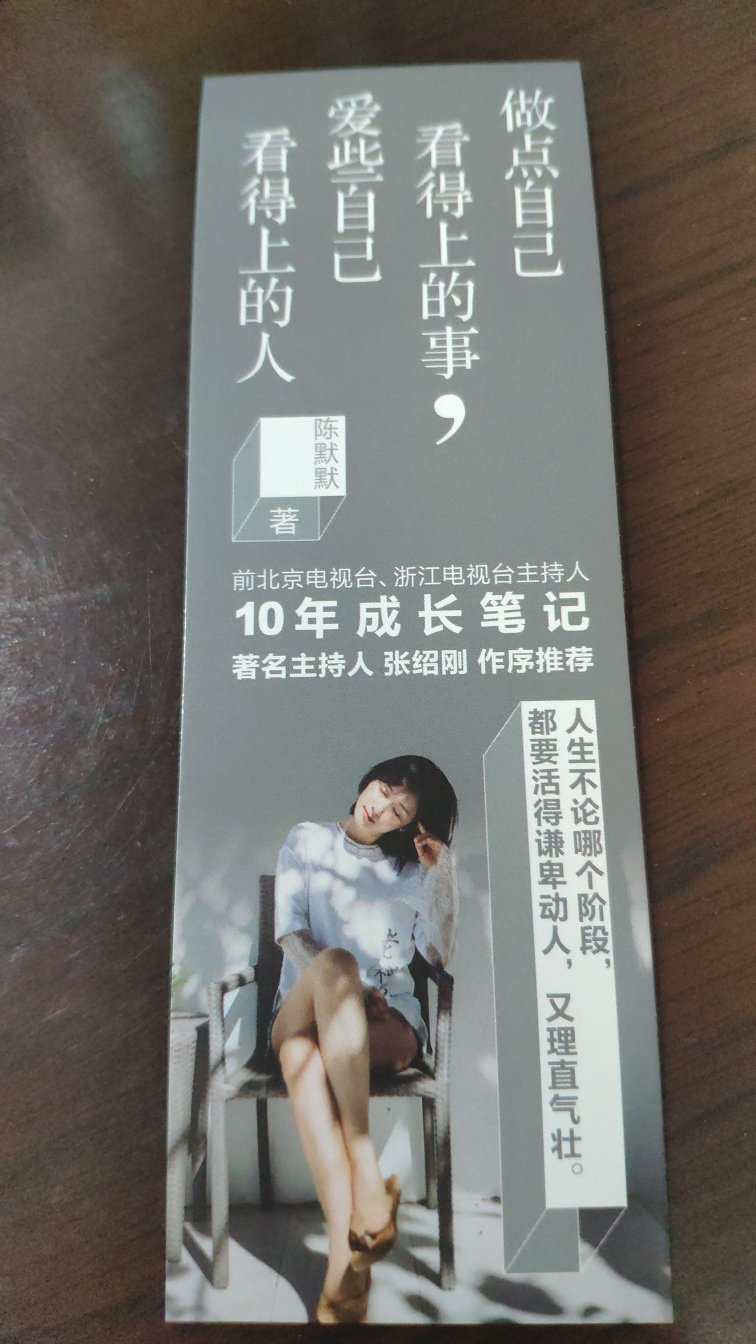 做点自己
看得上的事，
爱些自己
看得上的人
陈默默
著
前北京电视台、浙江电视台主持人
10年成长笔记
著名主持人 张绍刚 作序推荐
人生不论哪个阶段，
都要活得谦卑动人，又理直气壮。